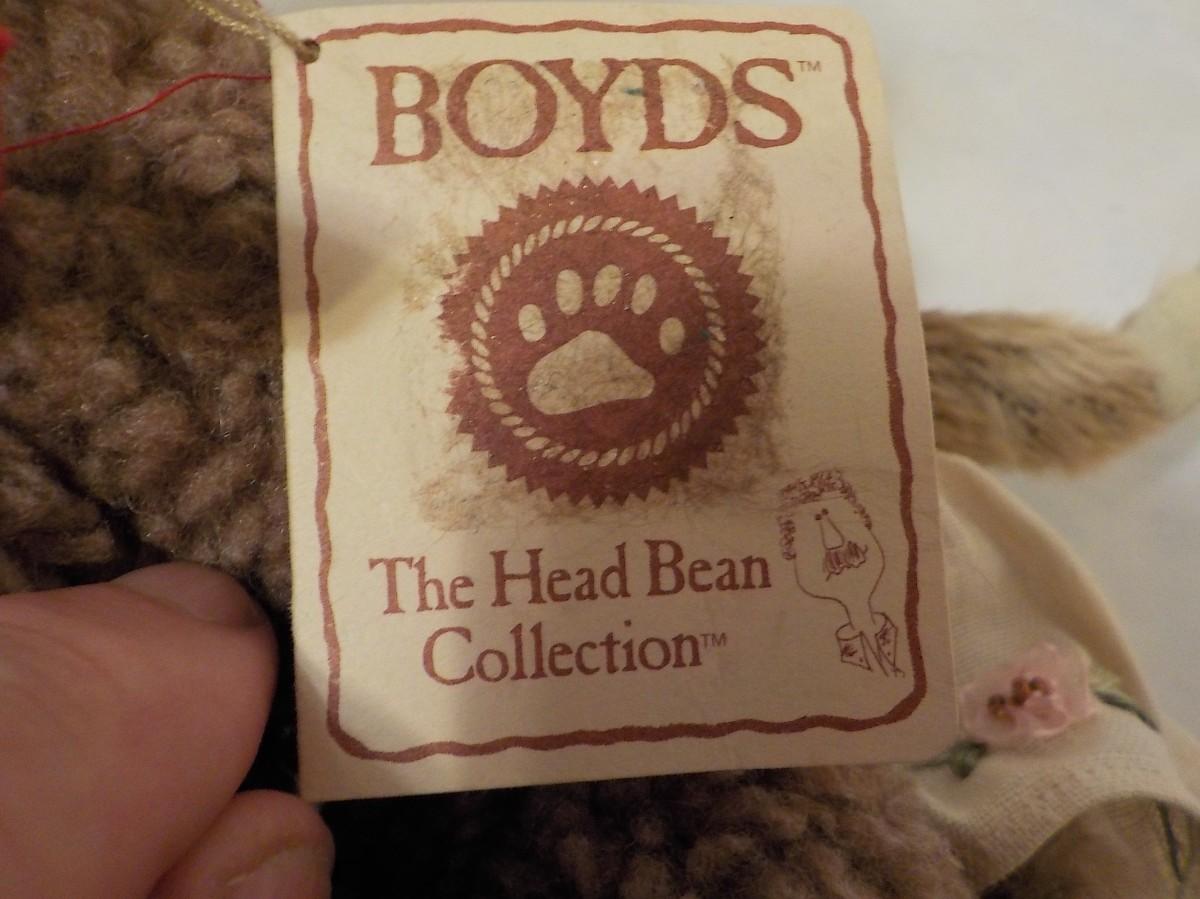 BOYDS™
The Head Bean
Collection™